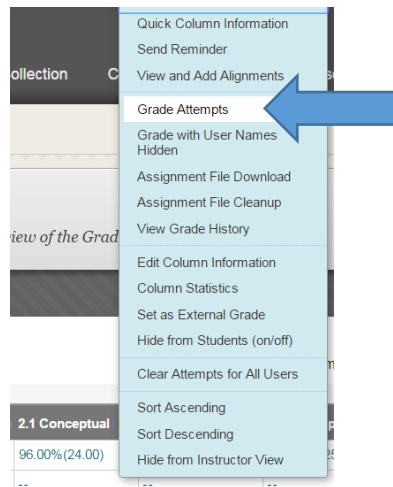 Quick Column Information
Send Reminder
ollection
View and Add Alignments
Grade Attempts
Grade with User Names
Hidden
Assignment File Download
Assignment File Cleanup
View Grade History
iew of the Grad
Edit Column Information
Column Statistics
Set as External Grade
Hide from Students (on/off)
Clear Attempts for All Users
Sort Ascending
2.1 Conceptual
Sort Descending
96.00%(24.00)
Hide from Instructor View